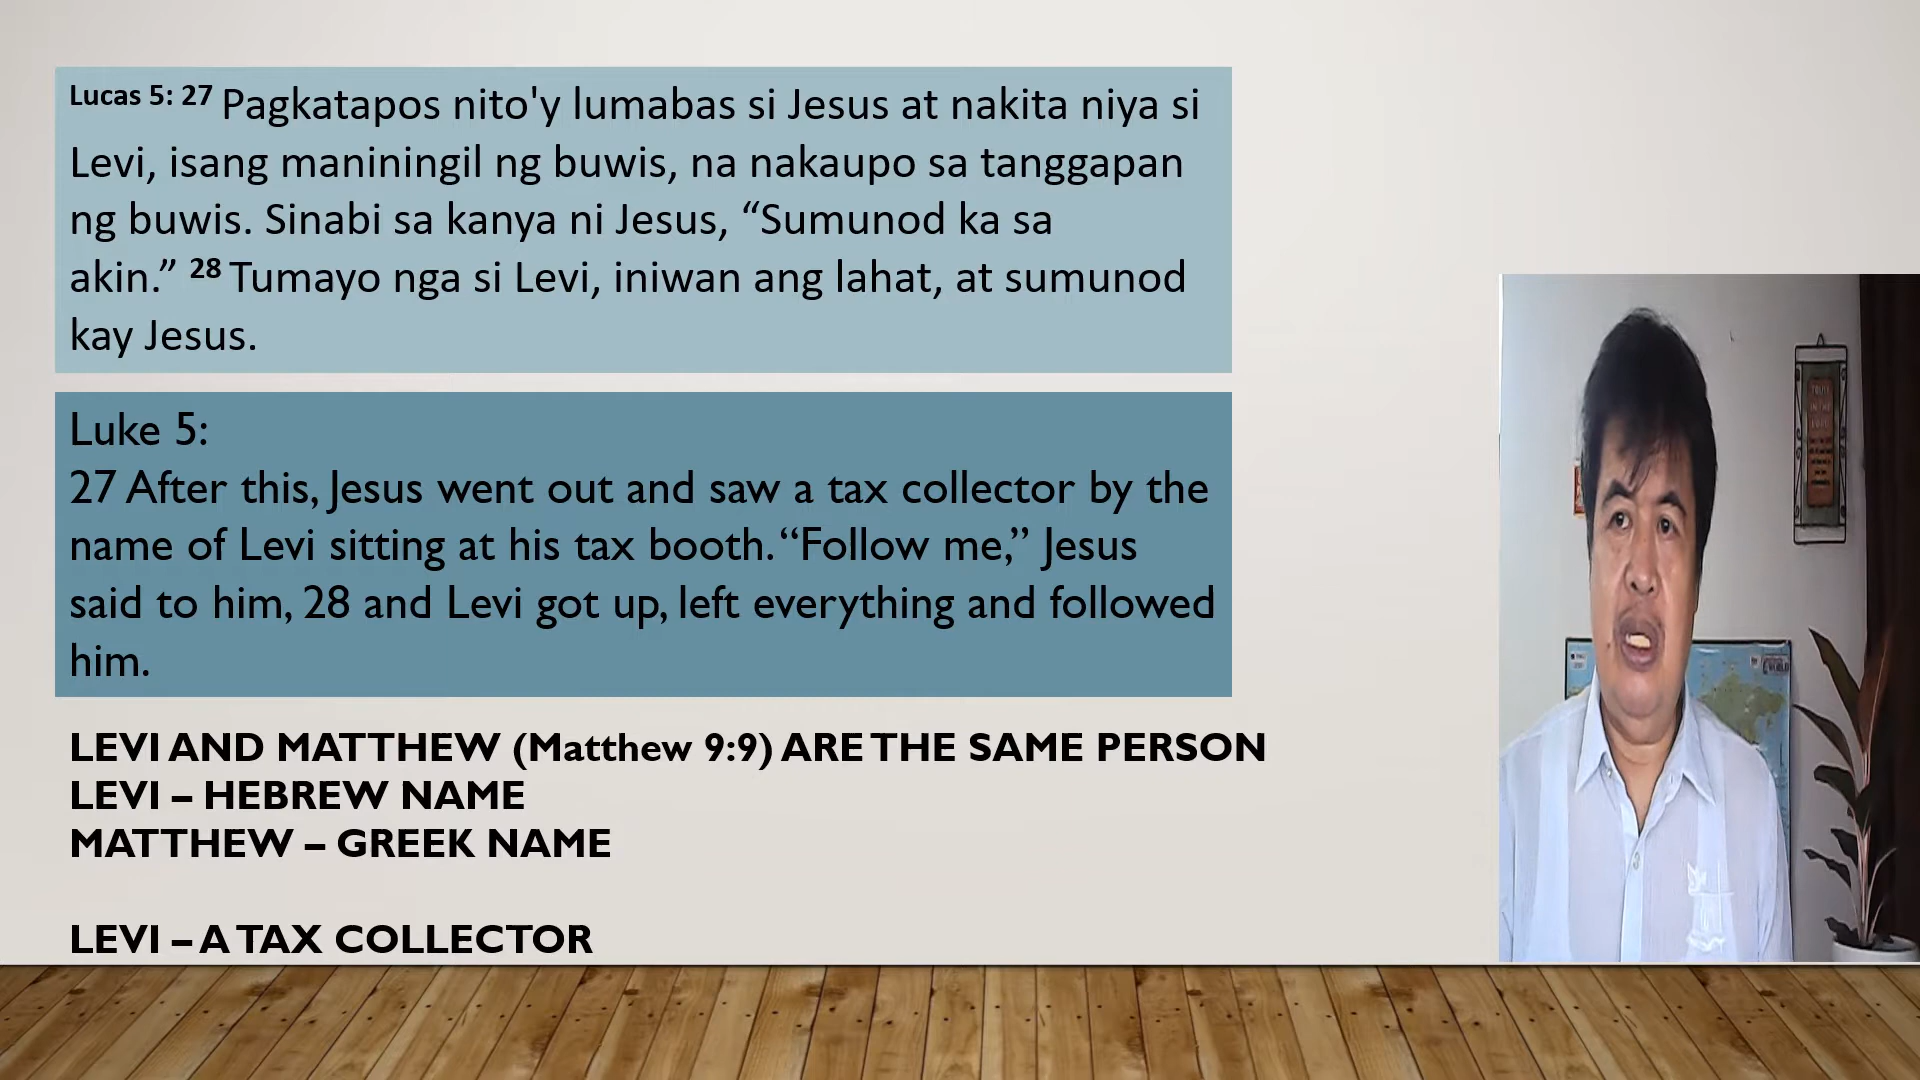 Lucas 5: 27 Pagkatapos nito'y lumabas si Jesus at nakita niya si
Levi, isang maniningil ng buwis, na nakaupo sa tanggapan
ng buwis. Sinabi sa kanya ni Jesus, “Sumunod ka sa
akin.” 28 Tumayo nga si Levi, iniwan ang lahat, at sumunod
kay Jesus.
Luke 5:
27 After this, Jesus went out and saw a tax collector by the
name of Levi sitting at his tax booth. “Follow me,” Jesus
said to him, 28 and Levi got up, left everything and followed
him.
LEVI AND MATTHEW (Matthew 9:9) ARE THE SAME PERSON
LEVI – HEBREW NAME
MATTHEW – GREEK NAME
LEVI – A TAX COLLECTOR